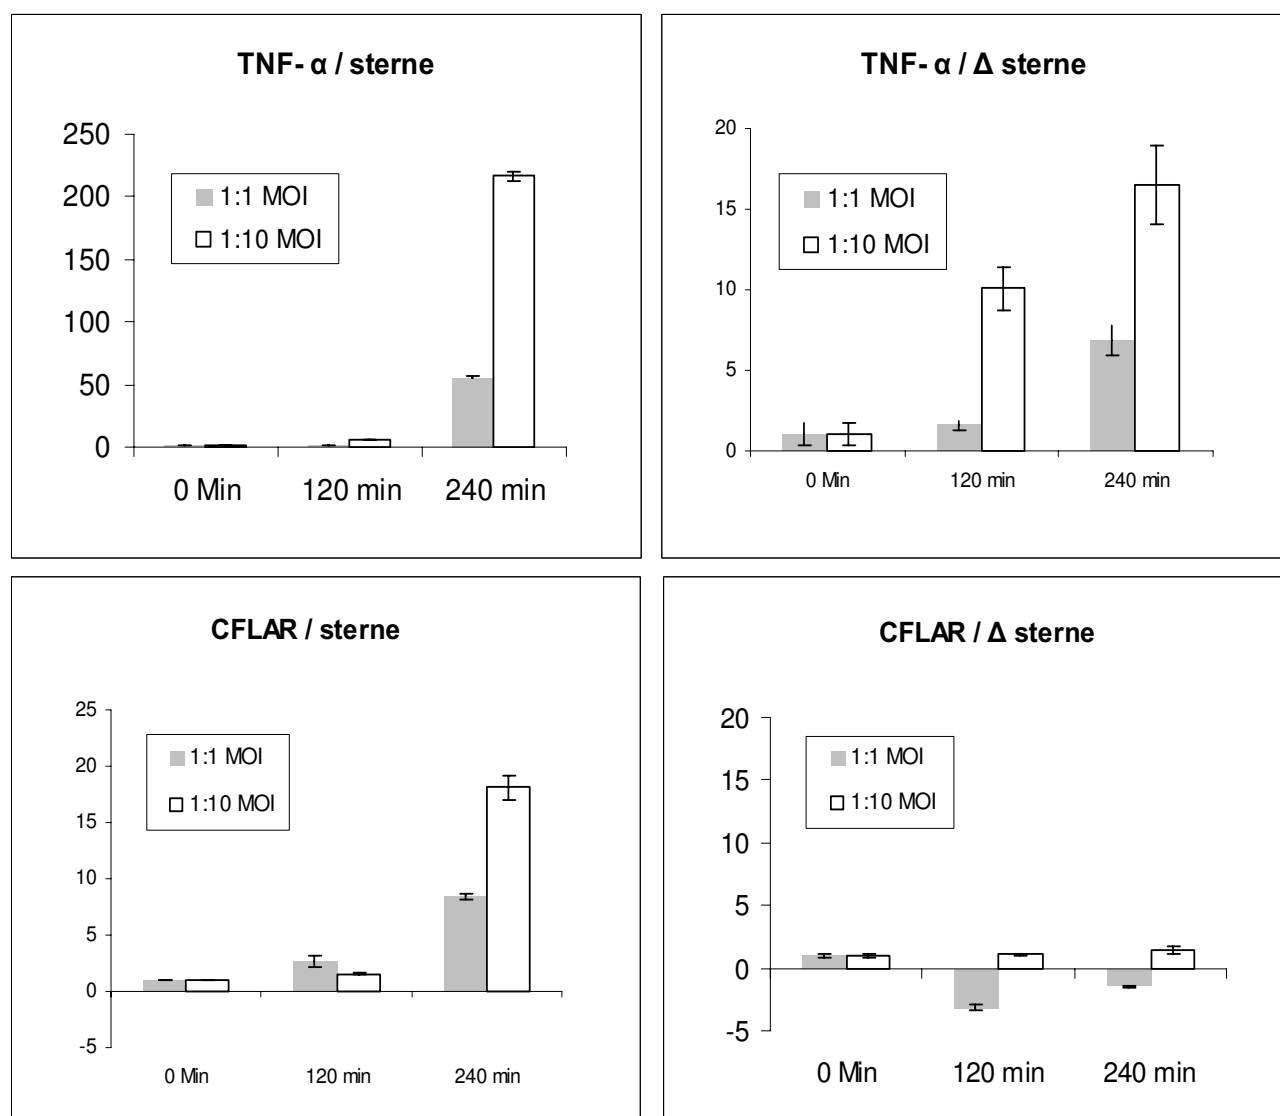 TNF- α / sterne
250
200
150
100
50
0
1:1 MOI
1:10 MOI
0 Min 120 min 240 min
TNF- α / Δ sterne
20
15
10
5
0
1:1 MOI
1:10 MOI
0 Min 120 min 240 min
CFLAR / sterne
25
20
15
10
5
0
-5
1:1 MOI
1:10 MOI
0 Min 120 min 240 min
CFLAR / Δ sterne
20
15
10
5
0
-5
1:1 MOI
1:10 MOI
0 Min 120 min 240 min